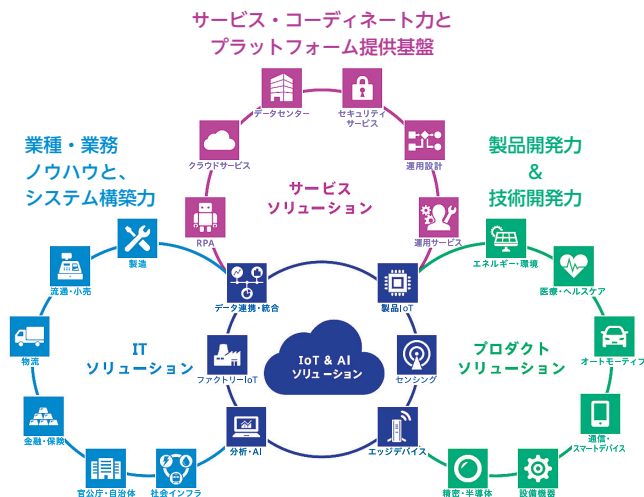 サービス・コーディネート力と
プラットフォーム提供基盤
データセンター
セキュリティ
サービス
クラウドサービス
運用設計
RPA
運用サービス
サービス
ソリューション
業種・業務
ノウハウと、
システム構築力
製品開発力
&
技術開発力
製造
流通・小売
物流
金融・保険
官公庁・自治体
社会インフラ
IT
ソリューション
データ連携・統合
製品IoT
ファクトリーIoT
センシング
分析・AI
エッジデバイス
IoT & AI
ソリューション
エネルギー・環境
医療・ヘルスケア
オートモーティブ
通信・
スマートデバイス
設備機器
精密・半導体
プロダクト
ソリューション